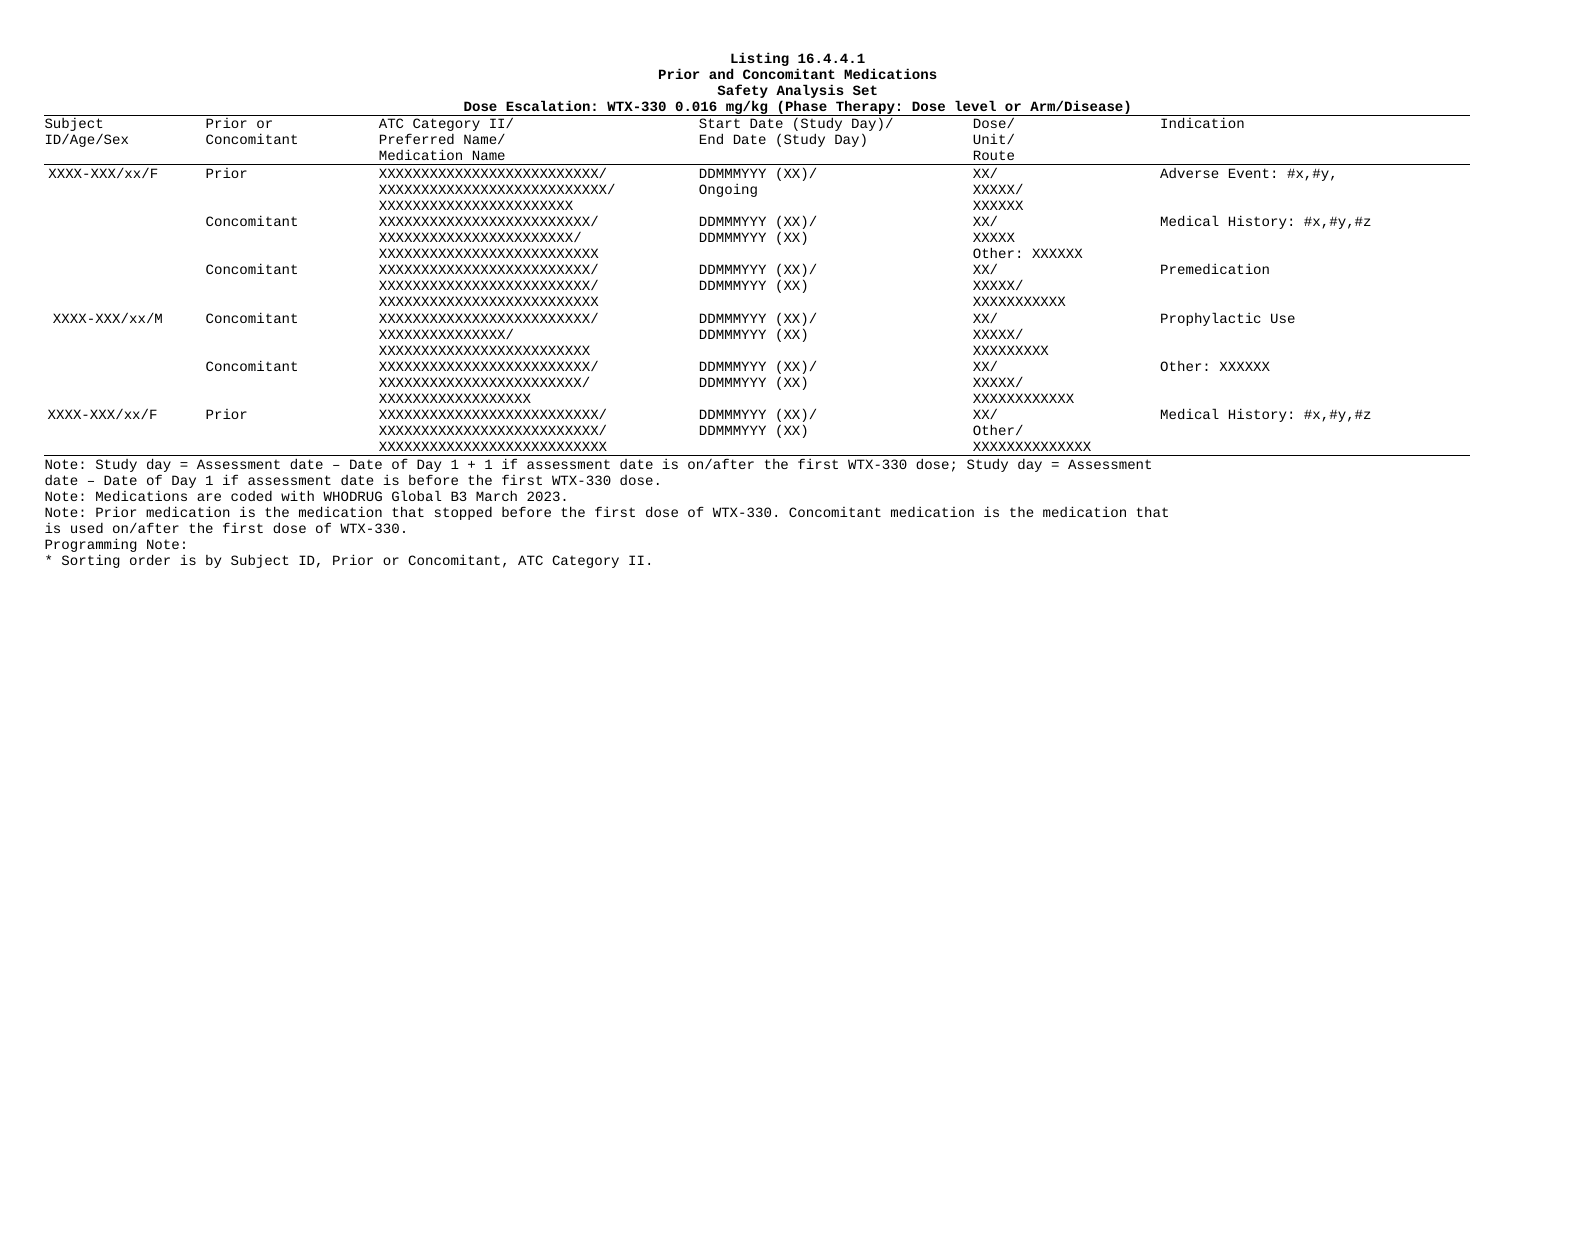 Listing 16.4.4.1
Prior and Concomitant Medications
Safety Analysis Set
Dose Escalation: WTX-330 0.016 mg/kg (Phase Therapy: Dose level or Arm/Disease)
Subject Prior or ATC Category II/ Start Date (Study Day)/ Dose/ Indication
ID/Age/Sex Concomitant Preferred Name/ End Date (Study Day) Unit/
Medication Name Route
XXXX-XXX/xx/F Prior XXXXXXXXXXXXXXXXXXXXXXXXXX/ DDMMMYYY (XX)/ XX/ Adverse Event: #x,#y,
XXXXXXXXXXXXXXXXXXXXXXXXXXX/ Ongoing XXXXX/
XXXXXXXXXXXXXXXXXXXXXXX XXXXXX
Concomitant XXXXXXXXXXXXXXXXXXXXXXXXX/ DDMMMYYY (XX)/ XX/ Medical History: #x,#y,#z
XXXXXXXXXXXXXXXXXXXXXXX/ DDMMMYYY (XX) XXXXX
XXXXXXXXXXXXXXXXXXXXXXXXXX Other: XXXXXX
Concomitant XXXXXXXXXXXXXXXXXXXXXXXXX/ DDMMMYYY (XX)/ XX/ Premedication
XXXXXXXXXXXXXXXXXXXXXXXXX/ DDMMMYYY (XX) XXXXX/
XXXXXXXXXXXXXXXXXXXXXXXXXX XXXXXXXXXXX
XXXX-XXX/xx/M Concomitant XXXXXXXXXXXXXXXXXXXXXXXXX/ DDMMMYYY (XX)/ XX/ Prophylactic Use
XXXXXXXXXXXXXXX/ DDMMMYYY (XX) XXXXX/
XXXXXXXXXXXXXXXXXXXXXXXXX XXXXXXXXX
Concomitant XXXXXXXXXXXXXXXXXXXXXXXXX/ DDMMMYYY (XX)/ XX/ Other: XXXXXX
XXXXXXXXXXXXXXXXXXXXXXXX/ DDMMMYYY (XX) XXXXX/
XXXXXXXXXXXXXXXXXX XXXXXXXXXXXX
XXXX-XXX/xx/F Prior XXXXXXXXXXXXXXXXXXXXXXXXXX/ DDMMMYYY (XX)/ XX/ Medical History: #x,#y,#z
XXXXXXXXXXXXXXXXXXXXXXXXXX/ DDMMMYYY (XX) Other/
XXXXXXXXXXXXXXXXXXXXXXXXXXX XXXXXXXXXXXXXX
Note: Study day = Assessment date – Date of Day 1 + 1 if assessment date is on/after the first WTX-330 dose; Study day = Assessment
date – Date of Day 1 if assessment date is before the first WTX-330 dose.
Note: Medications are coded with WHODRUG Global B3 March 2023.
Note: Prior medication is the medication that stopped before the first dose of WTX-330. Concomitant medication is the medication that
is used on/after the first dose of WTX-330.
Programming Note:
* Sorting order is by Subject ID, Prior or Concomitant, ATC Category II.